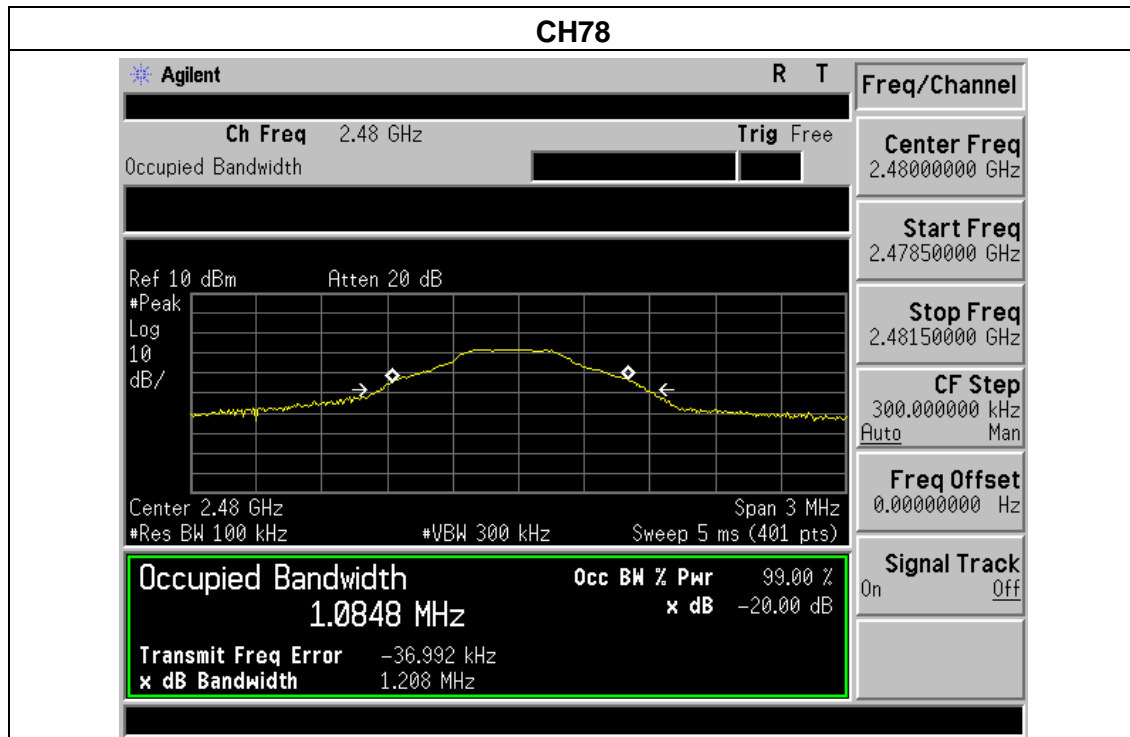 CH78
Agilent R T
Ch Freq 2.48 GHz Trig Free
Occupied Bandwidth
Ref 10 dBm Atten 20 dB
#Peak
Log
10
dB/
Center 2.48 GHz Span 3 MHz
#Res BW 100 kHz #VBW 300 kHz Sweep 5 ms (401 pts)
Occupied Bandwidth Occ BW % Pwr 99.00 %
1.0848 MHz x dB -20.00 dB
Transmit Freq Error -36.992 kHz
x dB Bandwidth 1.208 MHz
Freq/Channel
Center Freq
2.48000000 GHz
Start Freq
2.47850000 GHz
Stop Freq
2.48150000 GHz
CF Step
300.000000 kHz
Auto Man
Freq Offset
0.00000000 Hz
Signal Track
On Off